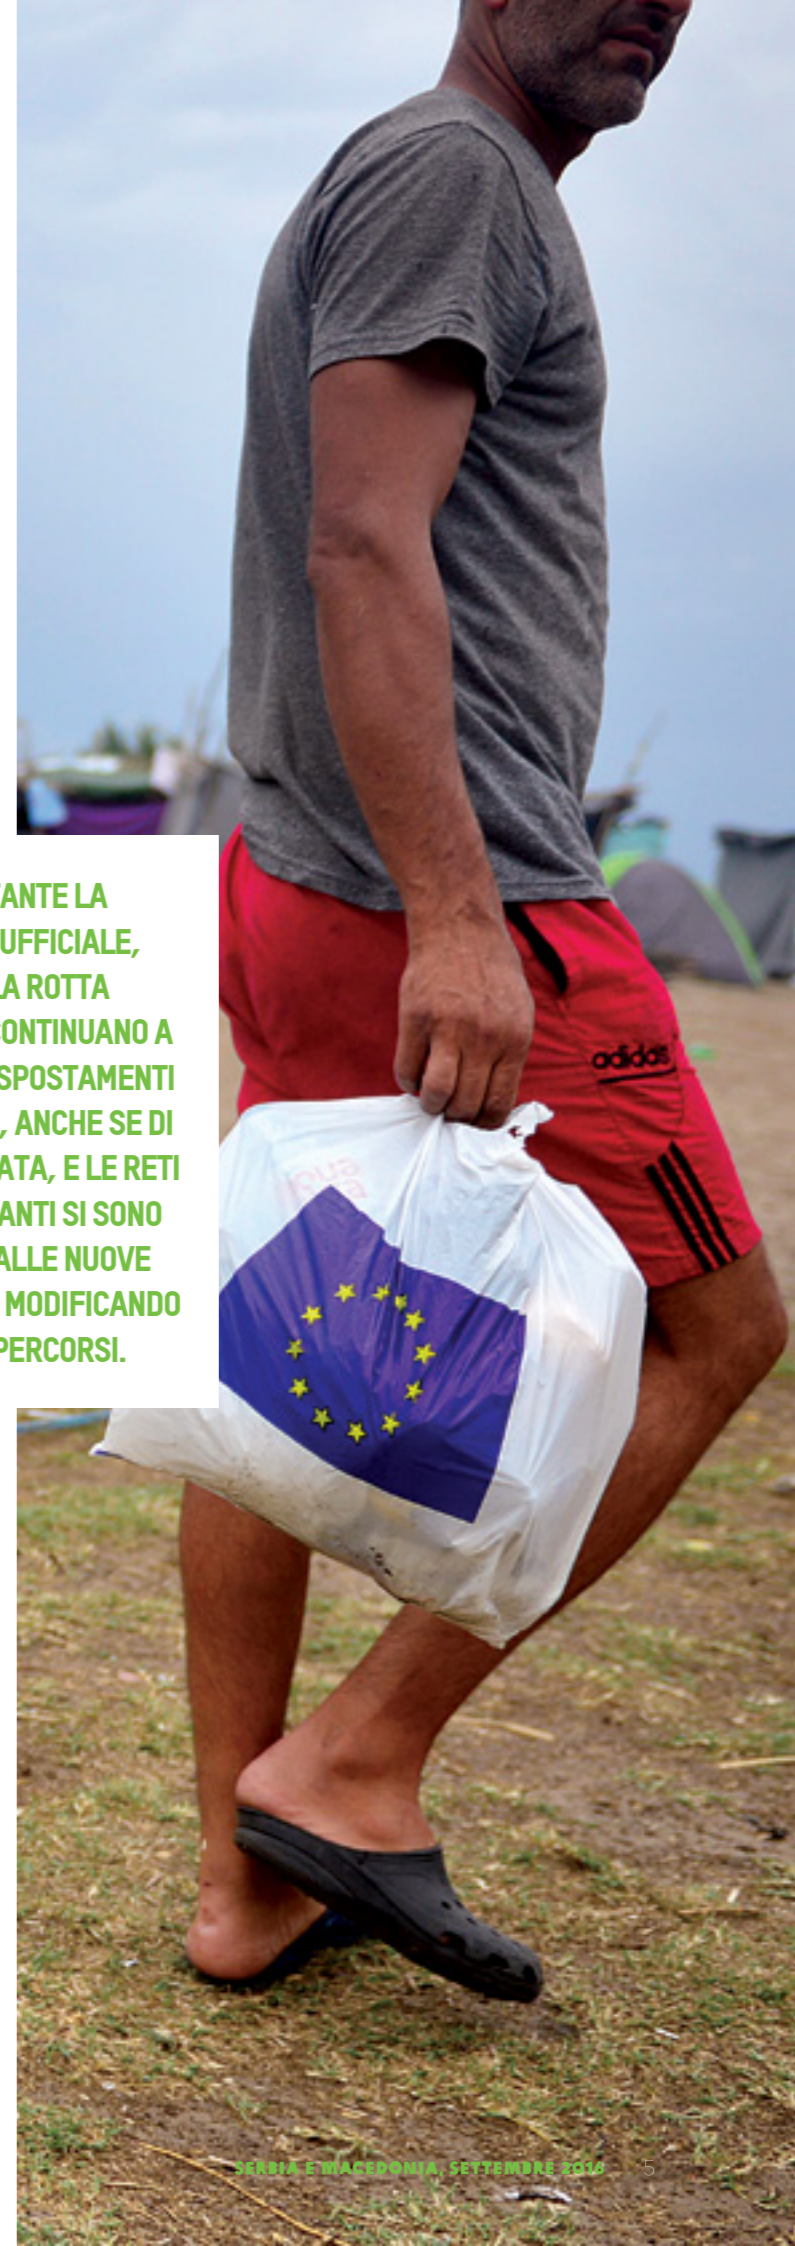 ANTE LA
UFFICIALE,
LA ROTTA
CONTINUANO A
SPOSTAMENTI
, ANCHE SE DI
ATA, E LE RETI
ANTI SI SONO
ALLE NUOVE
MODIFICANDO
PERCORSI.
adidas
SERBIA E MACEDONIA, SETTEMBRE 2016 5